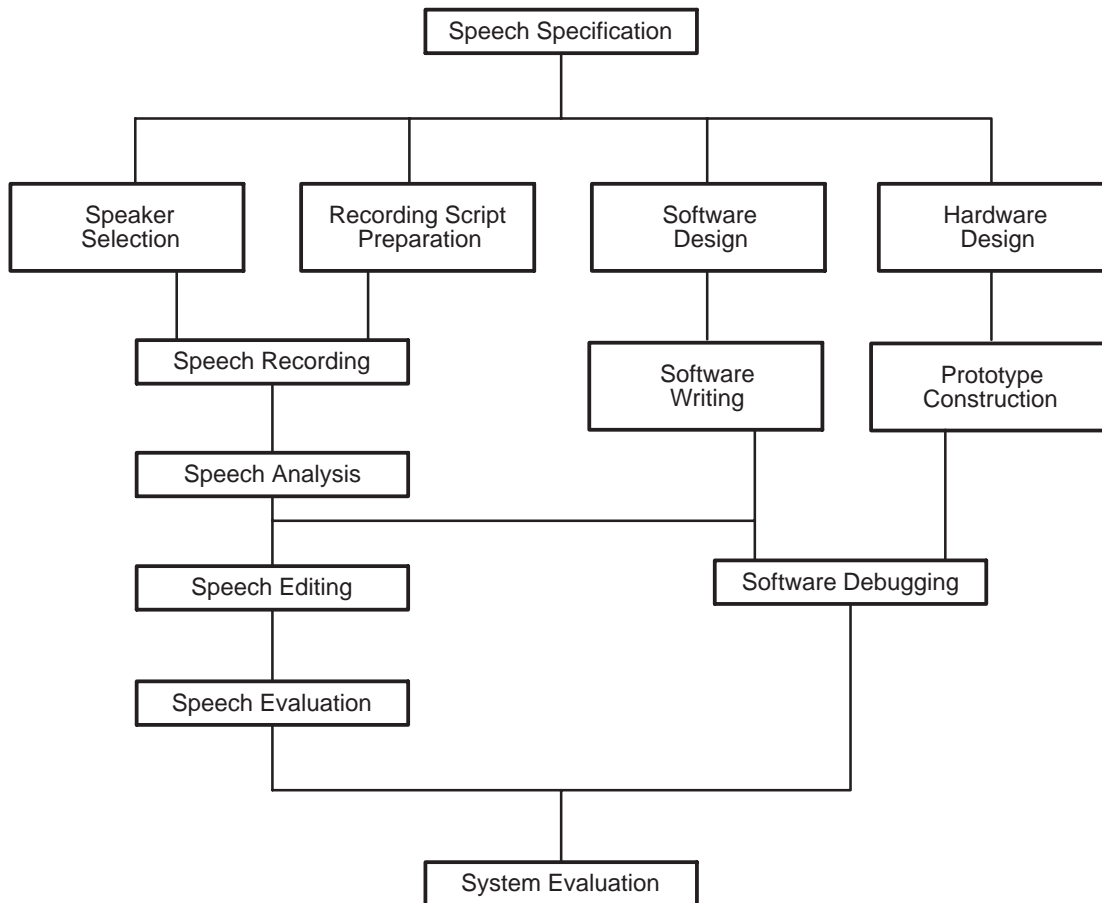 Speech Specification
Speaker
Selection
Recording Script
Preparation
Software
Design
Hardware
Design
Speech Recording
Software
Writing
Prototype
Construction
Speech Analysis
Speech Editing
Software Debugging
Speech Evaluation
System Evaluation